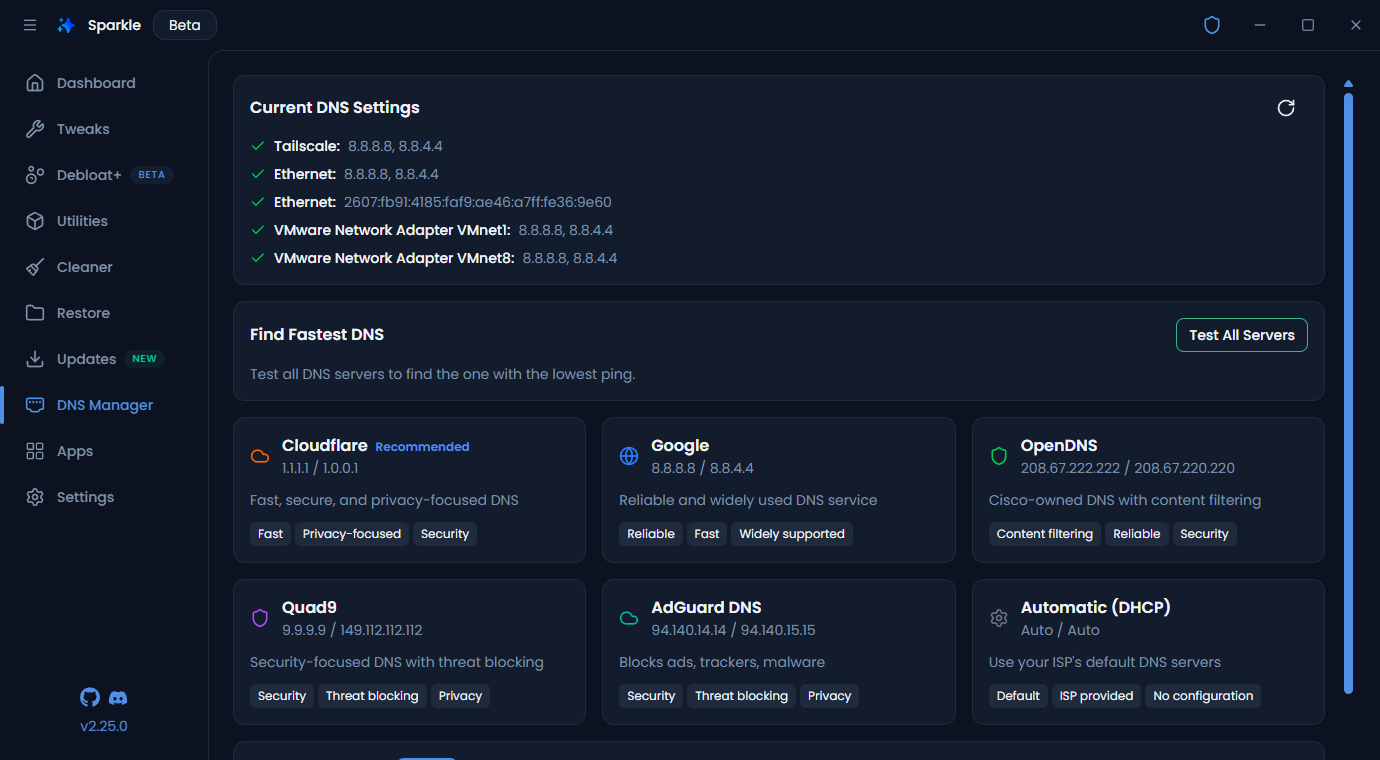 Sparkle Beta
Dashboard
Tweaks
Debloat+ BETA
Utilities
Cleaner
Restore
Updates NEW
DNS Manager
Apps
Settings
v2.25.0
Current DNS Settings
Tailscale: 8.8.8.8, 8.8.4.4
Ethernet: 8.8.8.8, 8.8.4.4
Ethernet: 2607:fb91:4185:faf9:ae46:a7ff:fe36:9e60
VMware Network Adapter VMnet1: 8.8.8.8, 8.8.4.4
VMware Network Adapter VMnet8: 8.8.8.8, 8.8.4.4
Find Fastest DNS
Test All Servers
Test all DNS servers to find the one with the lowest ping.
Cloudflare Recommended
1.1.1.1 / 1.0.0.1
Fast, secure, and privacy-focused DNS
Fast Privacy-focused Security
Google
8.8.8.8 / 8.8.4.4
Reliable and widely used DNS service
Reliable Fast Widely supported
OpenDNS
208.67.222.222 / 208.67.220.220
Cisco-owned DNS with content filtering
Content filtering Reliable Security
Quad9
9.9.9.9 / 149.112.112.112
Security-focused DNS with threat blocking
Security Threat blocking Privacy
AdGuard DNS
94.140.14.14 / 94.140.15.15
Blocks ads, trackers, malware
Security Threat blocking Privacy
Automatic (DHCP)
Auto / Auto
Use your ISP's default DNS servers
Default ISP provided No configuration